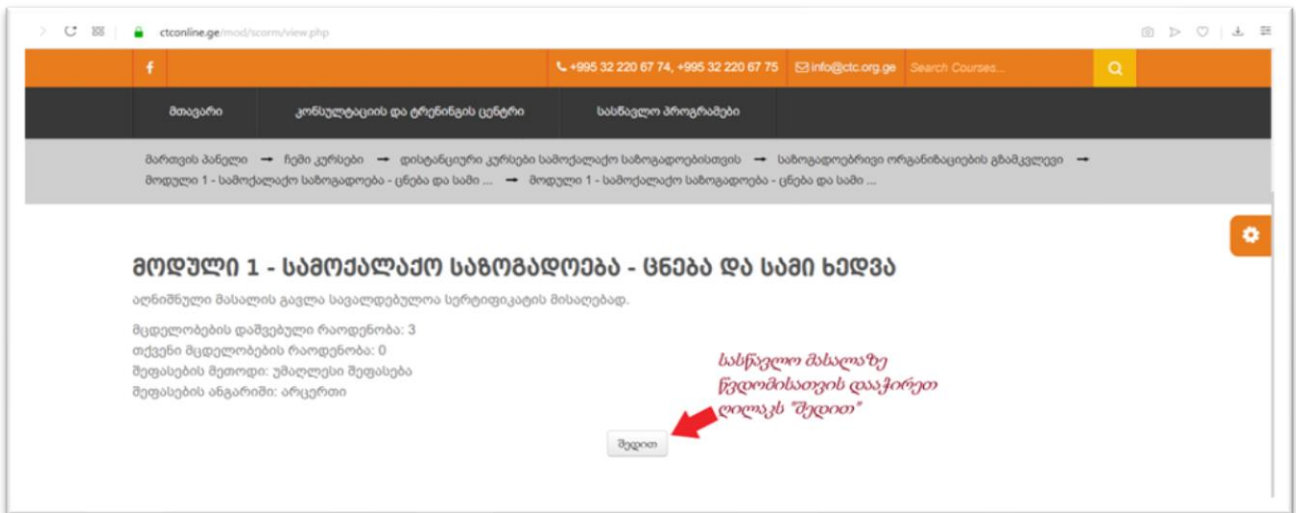 ctconline.ge/mod/scorm/view.php
+995 32 220 67 74, +995 32 220 67 75 info@ctc.org.ge Search Courses...
მთავარი კონსულტაციის და ტრენინგის ცენტრი სასწავლო პროგრამები
მართვის პანელი → ჩემი კურსები → დისტანციური კურსები სამოქალაქო საზოგადოებისთვის → საზოგადოებრივი ორგანიზაციების გზამკვლევი →
მოდული 1 - სამოქალაქო საზოგადოება - ცნება და სამი ... → მოდული 1 - სამოქალაქო საზოგადოება - ცნება და სამი ...
მოდული 1 - სამოქალაქო საზოგადოება - ცნება და სამი ხედვა
აღნიშნული მასალის გავლა სავალდებულოა სერტიფიკატის მისაღებად.
მცდელობების დაშვებული რაოდენობა: 3
თქვენი მცდელობების რაოდენობა: 0
შეფასების მეთოდი: უმაღლესი შეფასება
შეფასების ანგარიში: არცერთი
სასწავლო მასალაზე
წვდომისათვის დააჭირეთ
ღილაკს "შედით"
შედით